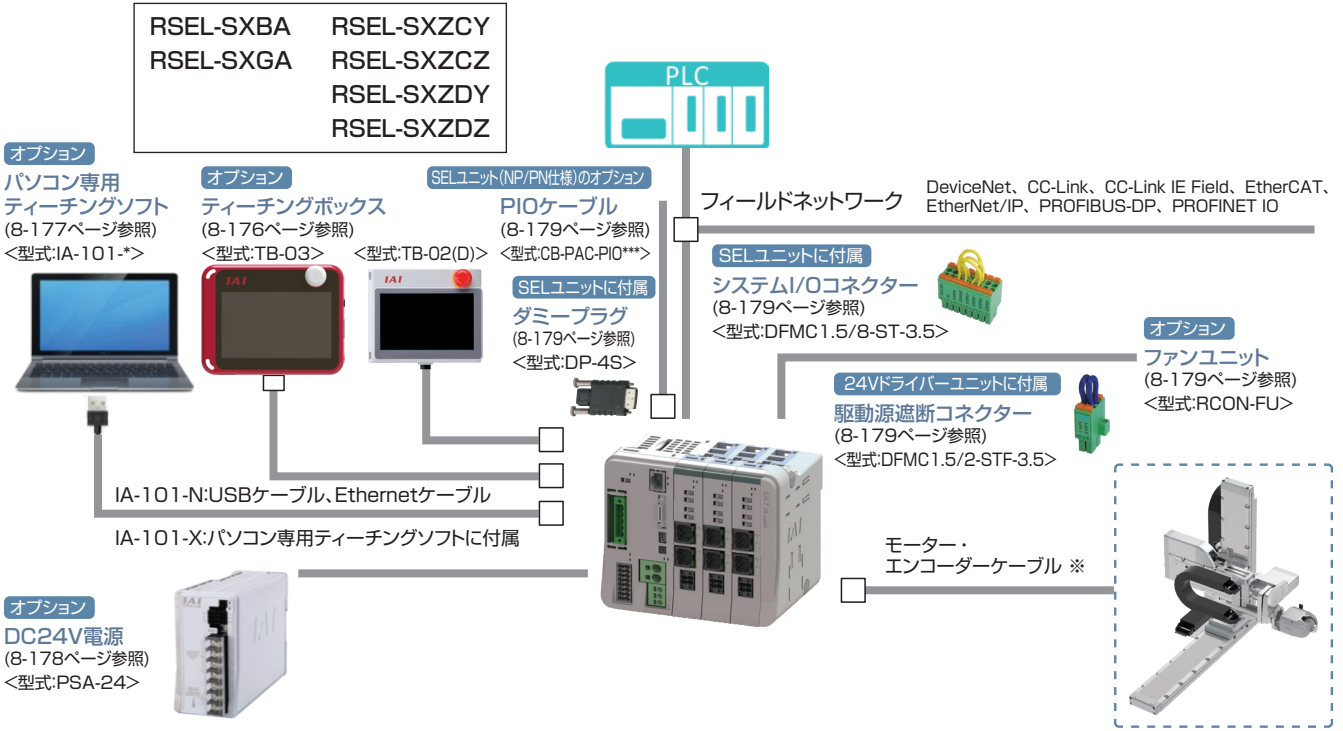 RSEL-SXBA RSEL-SXZCY
RSEL-SXGA RSEL-SXZCZ
RSEL-SXZDY
RSEL-SXZDZ
PLC
オプション
パソコン専用
ティーチングソフト
(8-177ページ参照)
<型式:IA-101-*>
オプション
ティーチングボックス
(8-176ページ参照)
<型式:TB-03> <型式:TB-02(D)>
IAI
IAI
SELユニット(NP/PN仕様)のオプション
PIOケーブル
(8-179ページ参照)
<型式:CB-PAC-PIO***>
SELユニットに付属
ダミープラグ
(8-179ページ参照)
<型式:DP-4S>
フィールドネットワーク
DeviceNet、CC-Link、CC-Link IE Field、EtherCAT、
EtherNet/IP、PROFIBUS-DP、PROFINET IO
SELユニットに付属
システムI/Oコネクター
(8-179ページ参照)
<型式:DFMC1.5/8-ST-3.5>
オプション
ファンユニット
(8-179ページ参照)
<型式:RCON-FU>
24Vドライバーユニットに付属
駆動源遮断コネクター
(8-179ページ参照)
<型式:DFMC1.5/2-STF-3.5>
IA-101-N:USBケーブル、Ethernetケーブル
IA-101-X:パソコン専用ティーチングソフトに付属
モーター・
エンコーダーケーブル ※
オプション
DC24V電源
(8-178ページ参照)
<型式:PSA-24>
IAI